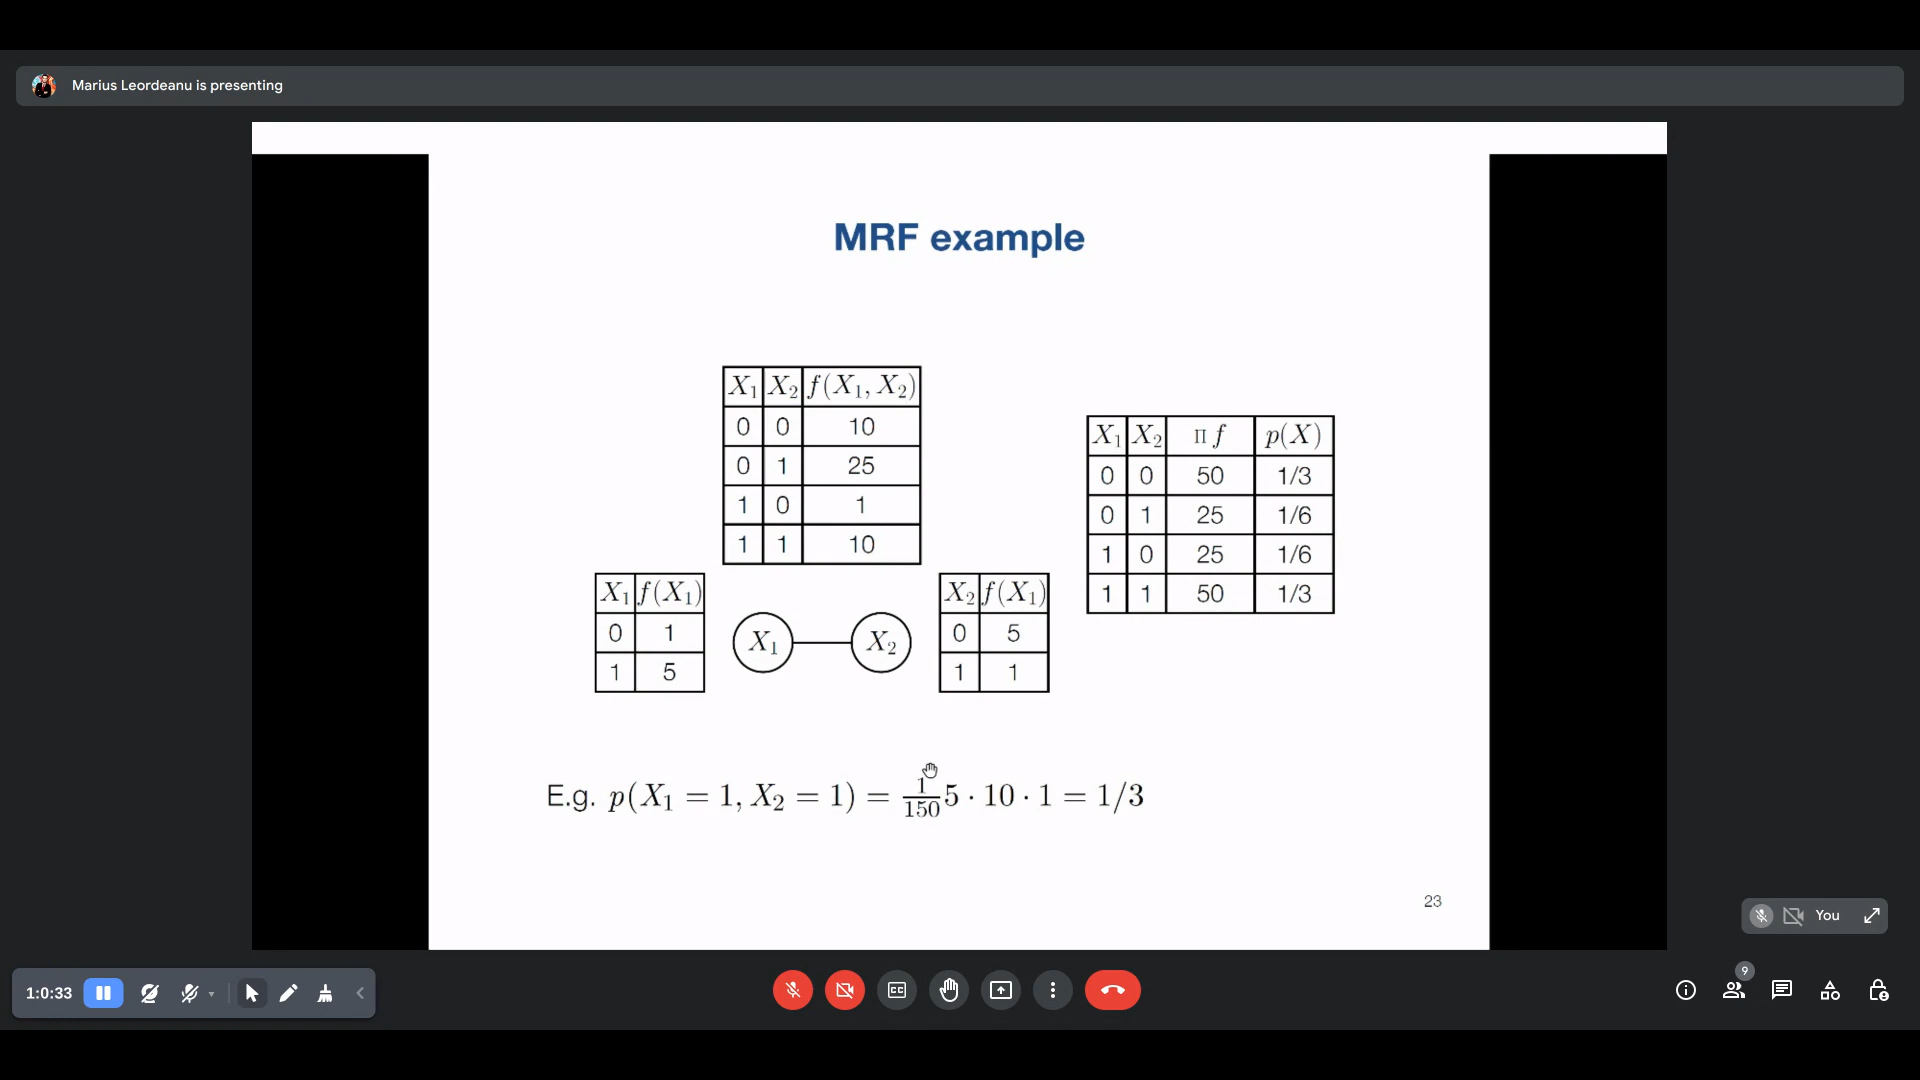 Marius Leordeanu is presenting
MRF example
X₁ X₂ f(X₁, X₂)
0 0 10
0 1 25
1 0 1
1 1 10
X₁ X₂ Π f p(X)
0 0 50 1/3
0 1 25 1/6
1 0 25 1/6
1 1 50 1/3
X₁ f(X₁)
0 1
1 5
X₁ X₂
X₂ f(X₁)
0 5
1 1
E.g. p(X₁ = 1, X₂ = 1) = 1/150 5 · 10 · 1 = 1/3
23
You
1:0:33
9